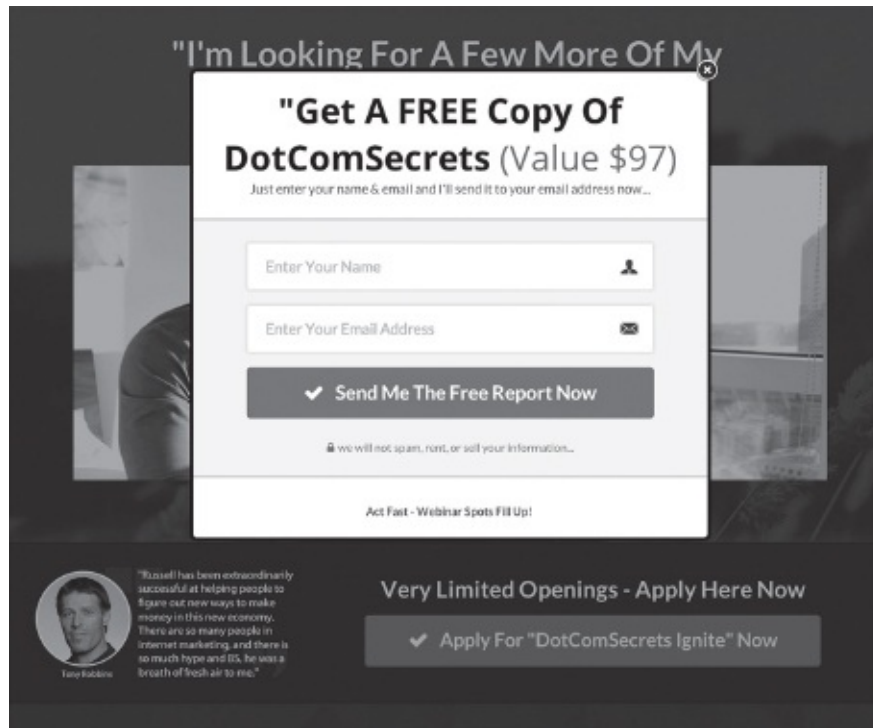 "I'm Looking For A Few More Of My
"Get A FREE Copy Of
DotComSecrets (Value $97)
Just enter your name & email and I'll send it to your email address now...
Enter Your Name
Enter Your Email Address
Send Me The Free Report Now
we will not spam, rent, or sell your information...
Act Fast - Webinar Spots Fill Up!
"Russell has been extraordinarily
successful at helping people to
figure out new ways to make
money in this new economy.
There are so many people in
internet marketing, and there is
so much hype and BS, he was a
breath of fresh air to me."
Tony Robbins
Very Limited Openings - Apply Here Now
Apply For "DotComSecrets Ignite" Now